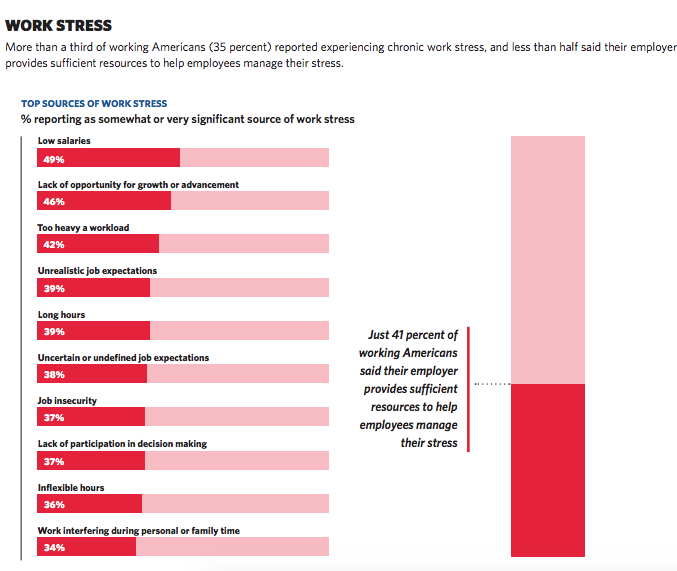 WORK STRESS
More than a third of working Americans (35 percent) reported experiencing chronic work stress, and less than half said their employer
provides sufficient resources to help employees manage their stress.
TOP SOURCES OF WORK STRESS
% reporting as somewhat or very significant source of work stress
Low salaries
49%
Lack of opportunity for growth or advancement
46%
Too heavy a workload
42%
Unrealistic job expectations
39%
Long hours
39%
Uncertain or undefined job expectations
38%
Job insecurity
37%
Lack of participation in decision making
37%
Inflexible hours
36%
Work interfering during personal or family time
34%
Just 41 percent of
working Americans
said their employer
provides sufficient
resources to help
employees manage
their stress